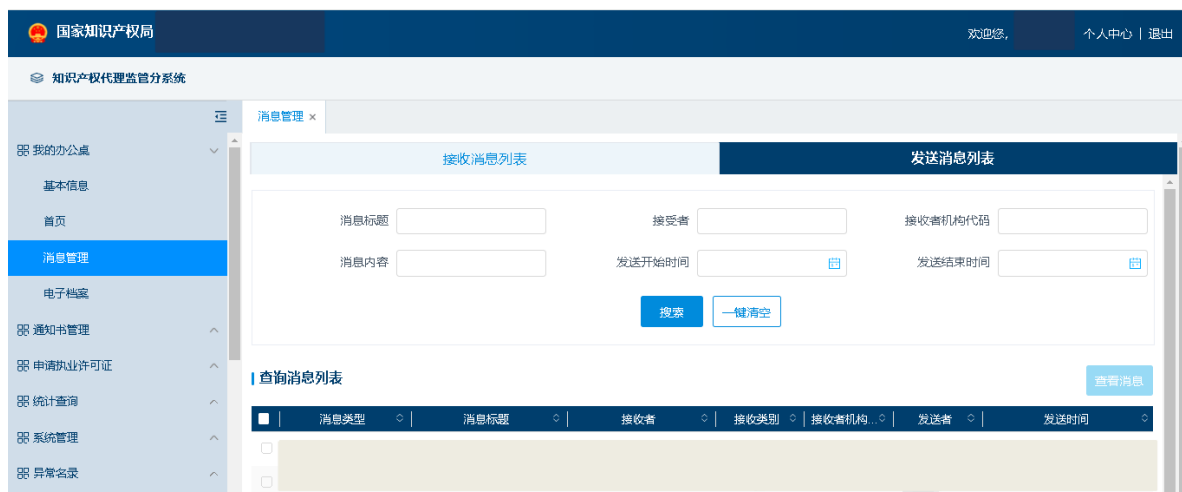 国家知识产权局
欢迎您,
个人中心 | 退出
知识产权代理监管分系统
消息管理 ×
我的办公桌
基本信息
首页
消息管理
电子档案
通知书管理
申请执业许可证
统计查询
系统管理
异常名录
接收消息列表 发送消息列表
消息标题 接受者 接收者机构代码
消息内容 发送开始时间 发送结束时间
搜索 一键清空
查询消息列表 查看消息
消息类型 消息标题 接收者 接收类别 接收者机构... 发送者 发送时间